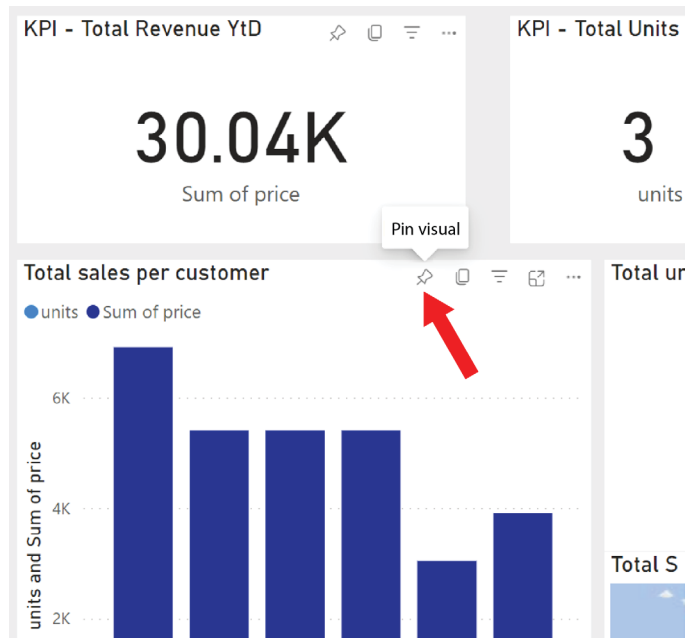 KPI - Total Revenue YtD
30.04K
Sum of price
KPI - Total Units
3
units
Pin visual
Total sales per customer
units Sum of price
6K
4K
2K
units and Sum of price
Total un
Total S